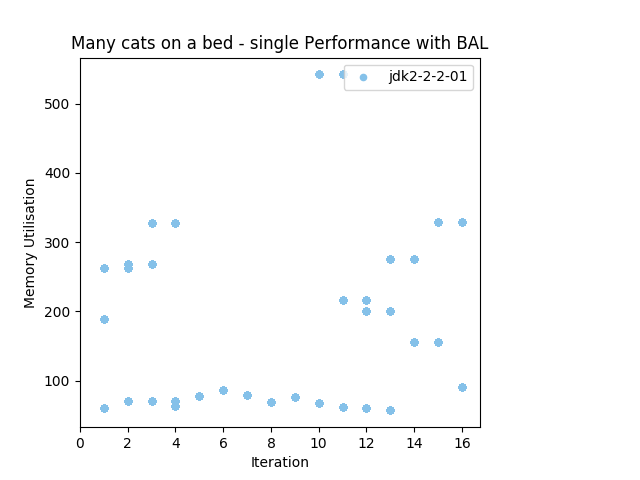 Many cats on a bed - single Performance with BAL
jdk2-2-2-01
500
400
300
200
100
Memory Utilisation
0 2 4 6 8 10 12 14 16
Iteration